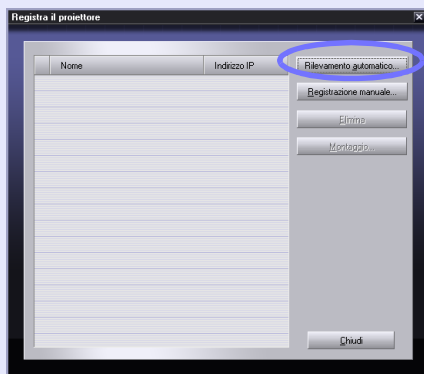 Registra il proiettore
Nome Indirizzo IP
Rilevamento automatico...
Registrazione manuale...
Elimina
Montaggio...
Chiudi